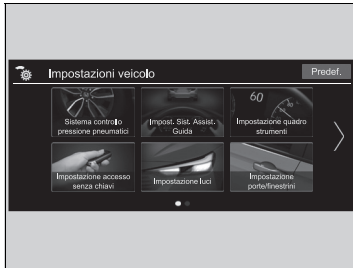 Impostazioni veicolo
Predef.
Sistema controllo
pressione pneumatici
Impost. Sist. Assist.
Guida
60
Impostazione quadro
strumenti
Impostazione accesso
senza chiavi
Impostazione luci
Impostazione
porte/finestrini